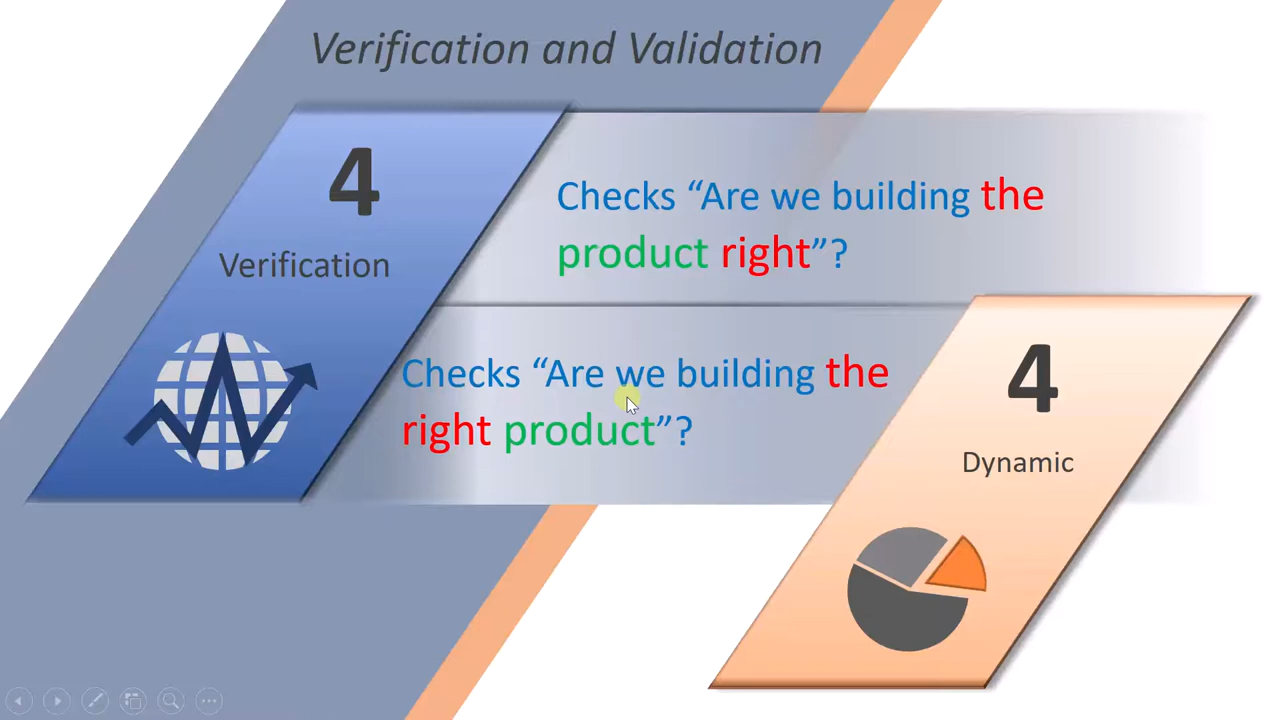 Verification and Validation
4
Verification
Checks “Are we building the
product right”?
Checks “Are we building the
right product”?
4
Dynamic